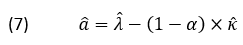 (7) â = λ̂ − (1 − α) × κ̂